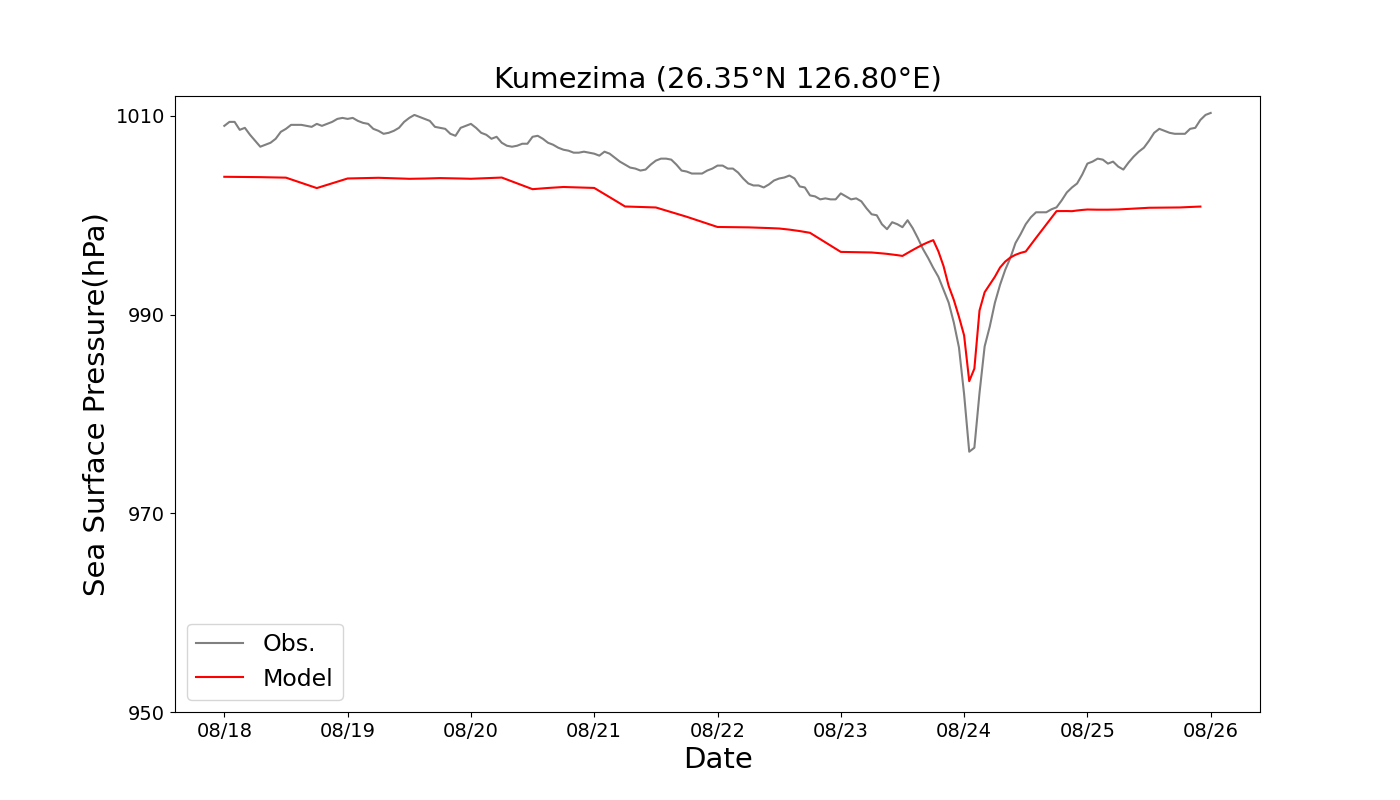 Kumezima (26.35°N 126.80°E)
Sea Surface Pressure(hPa)
1010
990
970
950
Obs.
Model
08/18 08/19 08/20 08/21 08/22 08/23 08/24 08/25 08/26
Date